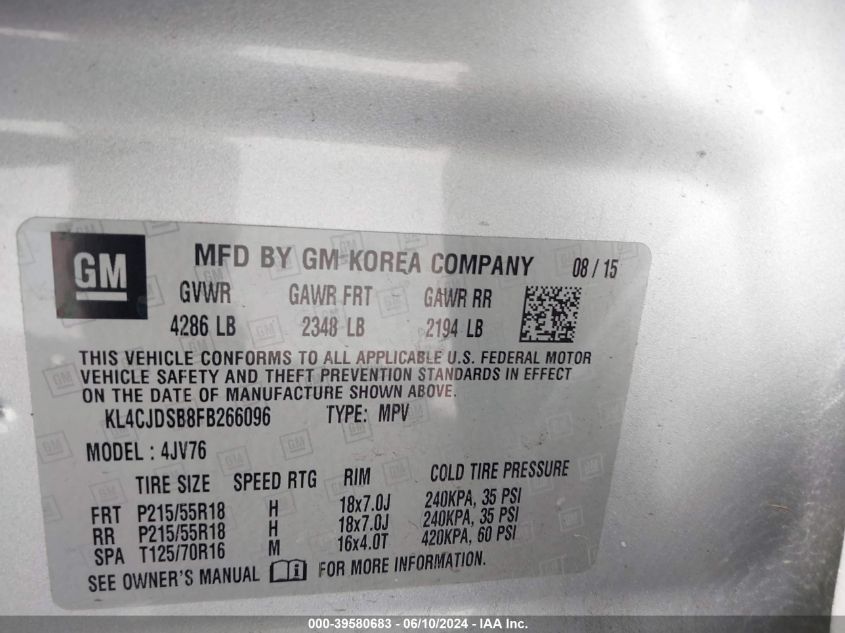 GM
MFD BY GM KOREA COMPANY 08 / 15
GVWR GAWR FRT GAWR RR
4286 LB 2348 LB 2194 LB
THIS VEHICLE CONFORMS TO ALL APPLICABLE U.S. FEDERAL MOTOR
VEHICLE SAFETY AND THEFT PREVENTION STANDARDS IN EFFECT
ON THE DATE OF MANUFACTURE SHOWN ABOVE.
KL4CJDSB8FB266096 TYPE: MPV
MODEL : 4JV76
TIRE SIZE SPEED RTG RIM COLD TIRE PRESSURE
FRT P215/55R18 H 18x7.0J 240KPA, 35 PSI
RR P215/55R18 H 18x7.0J 240KPA, 35 PSI
SPA T125/70R16 M 16x4.0T 420KPA, 60 PSI
SEE OWNER'S MANUAL FOR MORE INFORMATION.
000-39580683 - 06/10/2024 - IAA Inc.